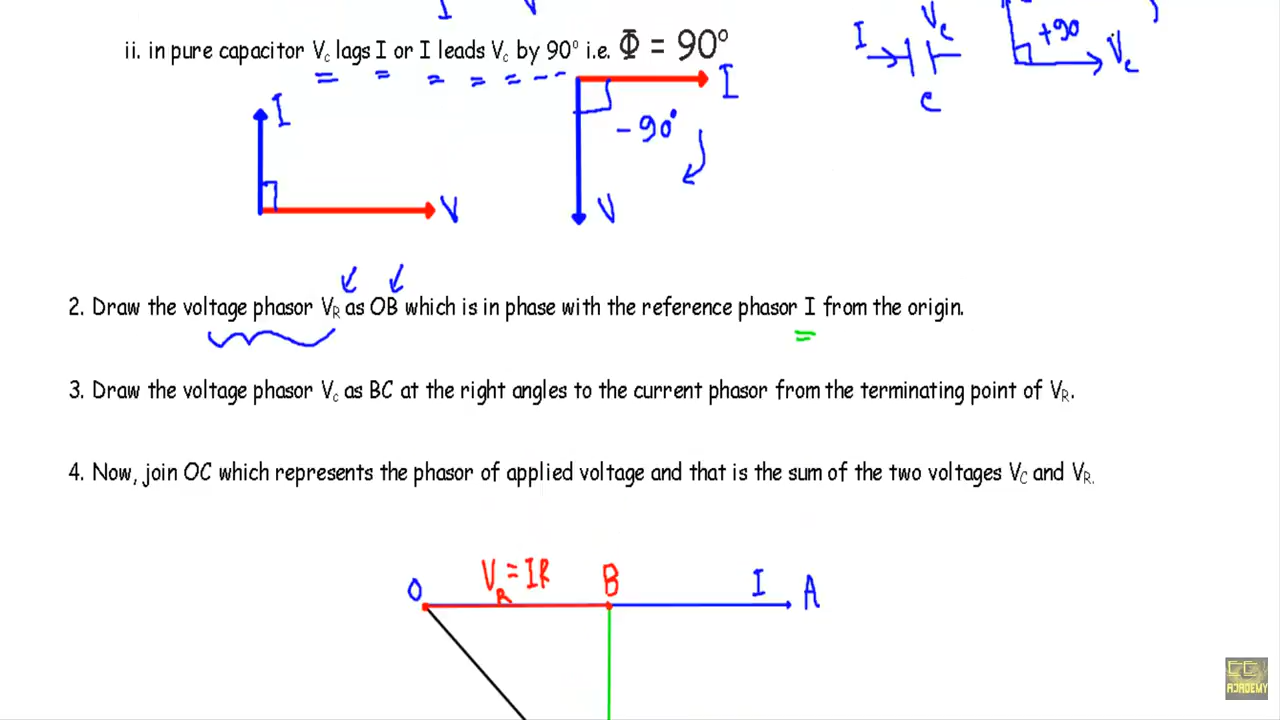 I
V
ii. in pure capacitor Vc lags I or I leads Vc by 90° i.e. Φ = 90°
I Vc +90 Vc
C
I
I
-90°
V
V
2. Draw the voltage phasor VR as OB which is in phase with the reference phasor I from the origin.
3. Draw the voltage phasor Vc as BC at the right angles to the current phasor from the terminating point of VR.
4. Now, join OC which represents the phasor of applied voltage and that is the sum of the two voltages VC and VR.
O VR = IR B I A
ACADEMY